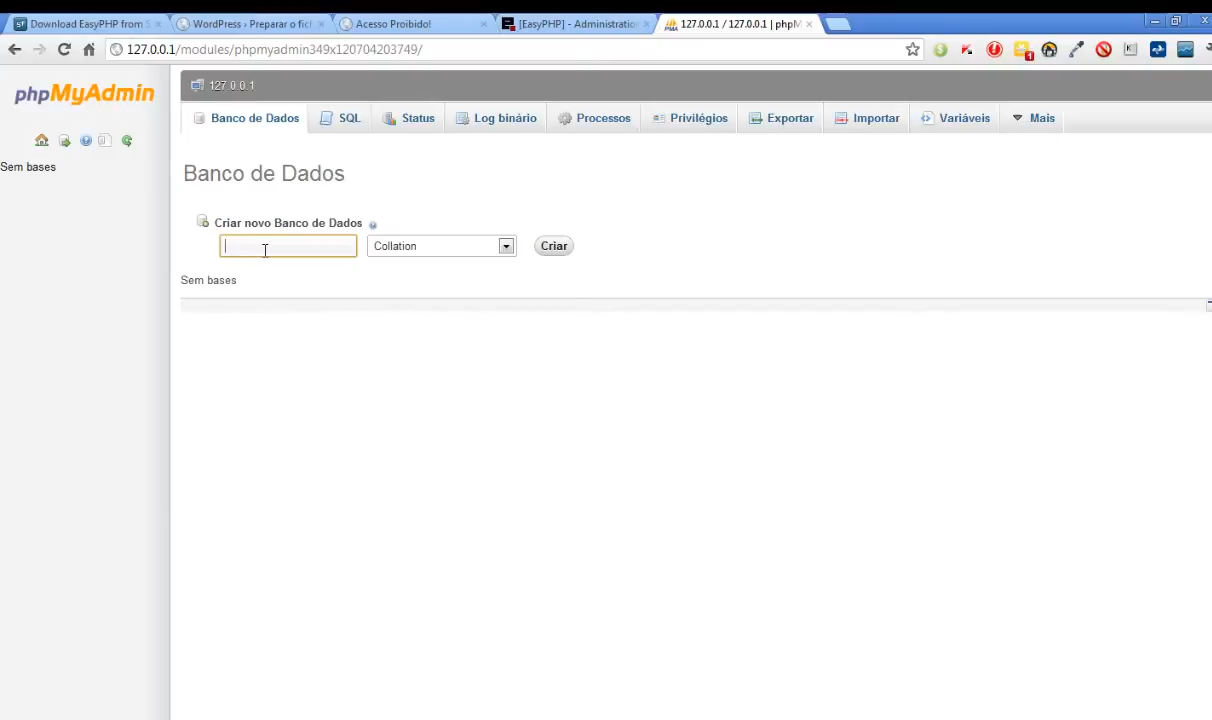 Download EasyPHP from S
WordPress › Preparar o fich
Acesso Proibido!
[EasyPHP] - Administration
127.0.0.1 / 127.0.0.1 | phpM
127.0.0.1/modules/phpmyadmin349x120704203749/
1
phpMyAdmin
Sem bases
127.0.0.1
Banco de Dados
SQL
Status
Log binário
Processos
Privilégios
Exportar
Importar
Variáveis
Mais
Banco de Dados
Criar novo Banco de Dados
Collation
Criar
Sem bases